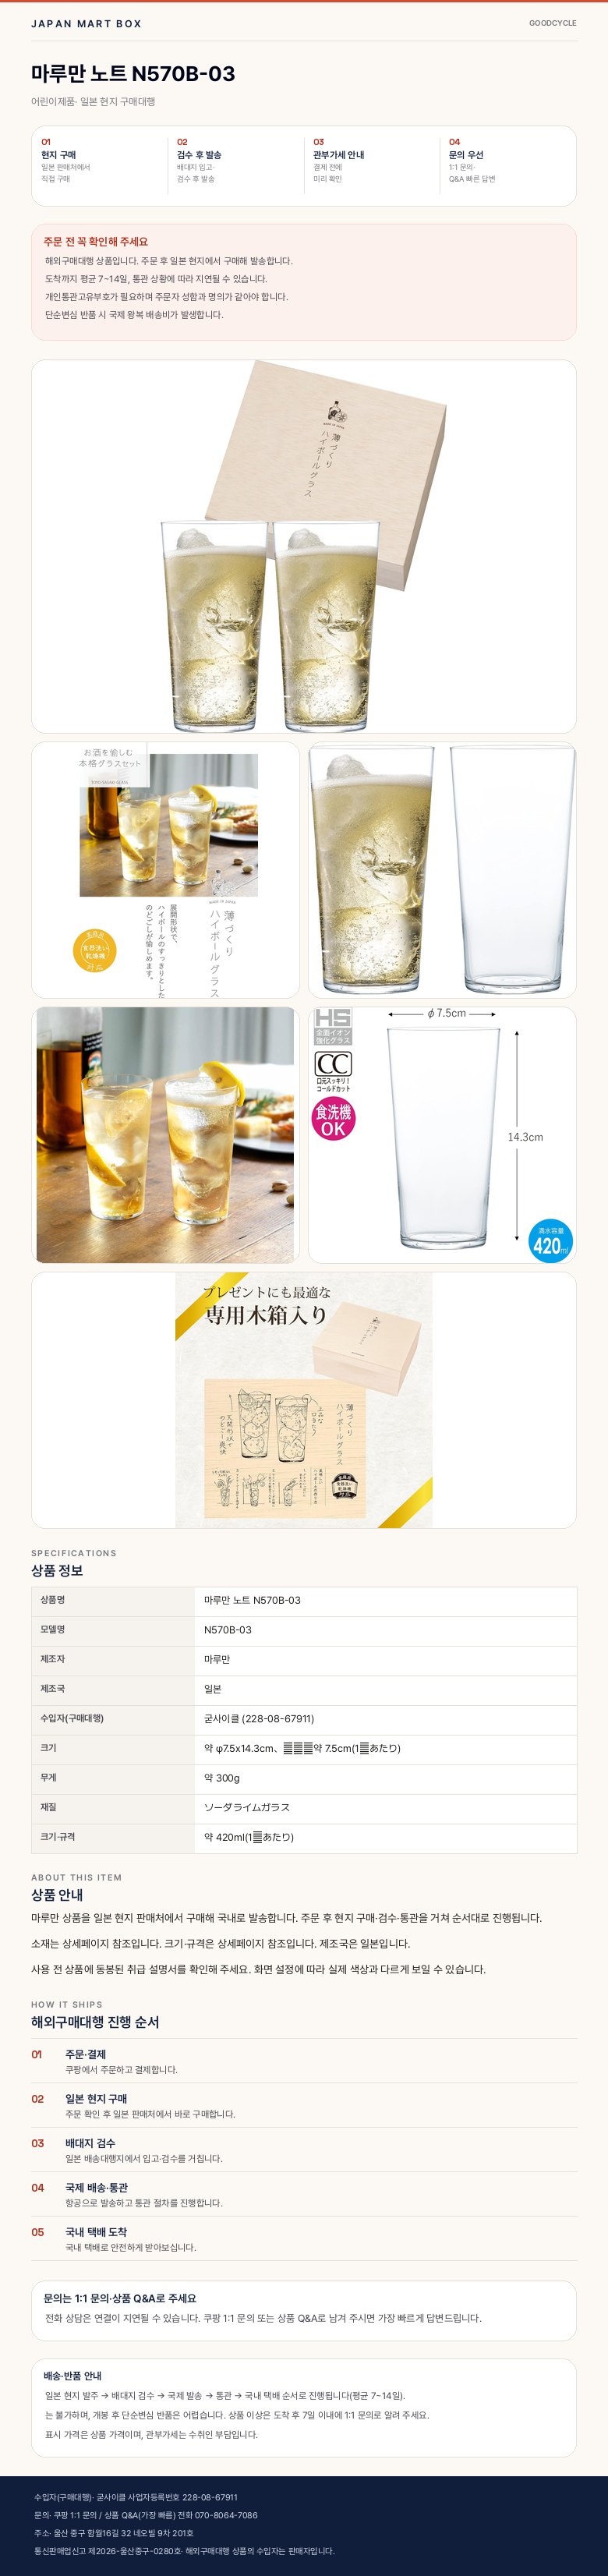 JAPAN MART BOX
GOODCYCLE
마루만 노트 N570B-03
어린이제품· 일본 현지 구매대행
01
현지 구매
일본 판매처에서
직접 구매
02
검수 후 발송
배대지 입고·
검수 후 발송
03
관부가세 안내
결제 전에
미리 확인
04
문의 우선
1:1 문의·
Q&A 빠른 답변
주문 전 꼭 확인해 주세요
해외구매대행 상품입니다. 주문 후 일본 현지에서 구매해 발송합니다.
도착까지 평균 7~14일, 통관 상황에 따라 지연될 수 있습니다.
개인통관고유부호가 필요하며 주문자 성함과 명의가 같아야 합니다.
단순변심 반품 시 국제 왕복 배송비가 발생합니다.
薄づくり
ハイボールグラス
お酒を愉しむ
本格グラスセット
薄づくり
ハイボールグラス
展開形状で、
ハイボールのすっきりとした
のどごしが愉しめます。
食器洗い
乾燥機
対応
HS
全面イオン
強化グラス
CC
口元スッキリ!
コールドカット
食洗機
OK
φ7.5cm
14.3cm
満水容量
420ml
プレゼントにも最適な
専用木箱入り
薄づくり
ハイボールグラス
SPECIFICATIONS
상품 정보
상품명 마루만 노트 N570B-03
모델명 N570B-03
제조자 마루만
제조국 일본
수입자(구매대행) 굳사이클 (228-08-67911)
크기 약 φ7.5x14.3cm、약 7.5cm(1あたり)
무게 약 300g
재질 ソーダライムガラス
크기·규격 약 420ml(1あたり)
ABOUT THIS ITEM
상품 안내
마루만 상품을 일본 현지 판매처에서 구매해 국내로 발송합니다. 주문 후 현지 구매·검수·통관을 거쳐 순서대로 진행됩니다.
소재는 상세페이지 참조입니다. 크기·규격은 상세페이지 참조입니다. 제조국은 일본입니다.
사용 전 상품에 동봉된 취급 설명서를 확인해 주세요. 화면 설정에 따라 실제 색상과 다르게 보일 수 있습니다.
HOW IT SHIPS
해외구매대행 진행 순서
01 주문·결제
쿠팡에서 주문하고 결제합니다.
02 일본 현지 구매
주문 확인 후 일본 판매처에서 바로 구매합니다.
03 배대지 검수
일본 배송대행지에서 입고·검수를 거칩니다.
04 국제 배송·통관
항공으로 발송하고 통관 절차를 진행합니다.
05 국내 택배 도착
국내 택배로 안전하게 받아보십니다.
문의는 1:1 문의·상품 Q&A로 주세요
전화 상담은 연결이 지연될 수 있습니다. 쿠팡 1:1 문의 또는 상품 Q&A로 남겨 주시면 가장 빠르게 답변드립니다.
배송·반품 안내
일본 현지 발주 → 배대지 검수 → 국제 발송 → 통관 → 국내 택배 순서로 진행됩니다(평균 7~14일).
는 불가하며, 개봉 후 단순변심 반품은 어렵습니다. 상품 이상은 도착 후 7일 이내에 1:1 문의로 알려 주세요.
표시 가격은 상품 가격이며, 관부가세는 수취인 부담입니다.
수입자(구매대행)· 굳사이클 사업자등록번호 228-08-67911
문의· 쿠팡 1:1 문의 / 상품 Q&A(가장 빠름) 전화 070-8064-7086
주소· 울산 중구 함월16길 32 네오빌 9차 201호
통신판매업신고 제2026-울산중구-0280호· 해외구매대행 상품의 수입자는 판매자입니다.